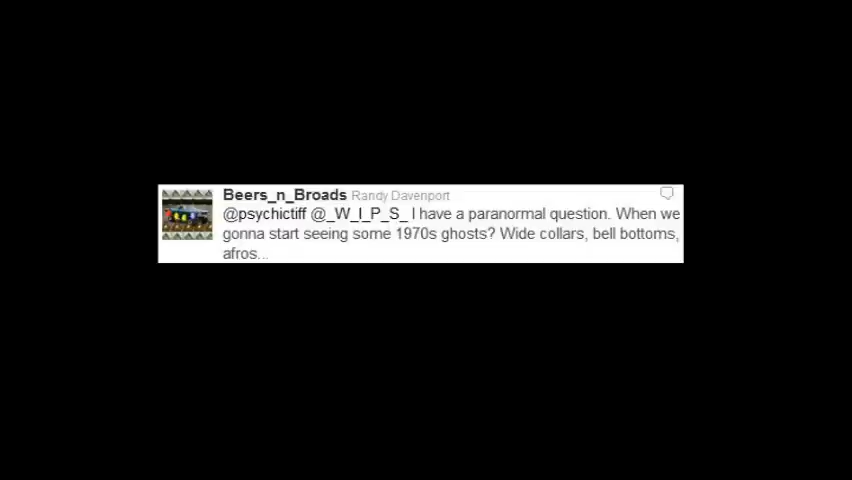 Beers_n_Broads Randy Davenport
@psychictiff @_W_I_P_S_ I have a paranormal question. When we
gonna start seeing some 1970s ghosts? Wide collars, bell bottoms,
afros...